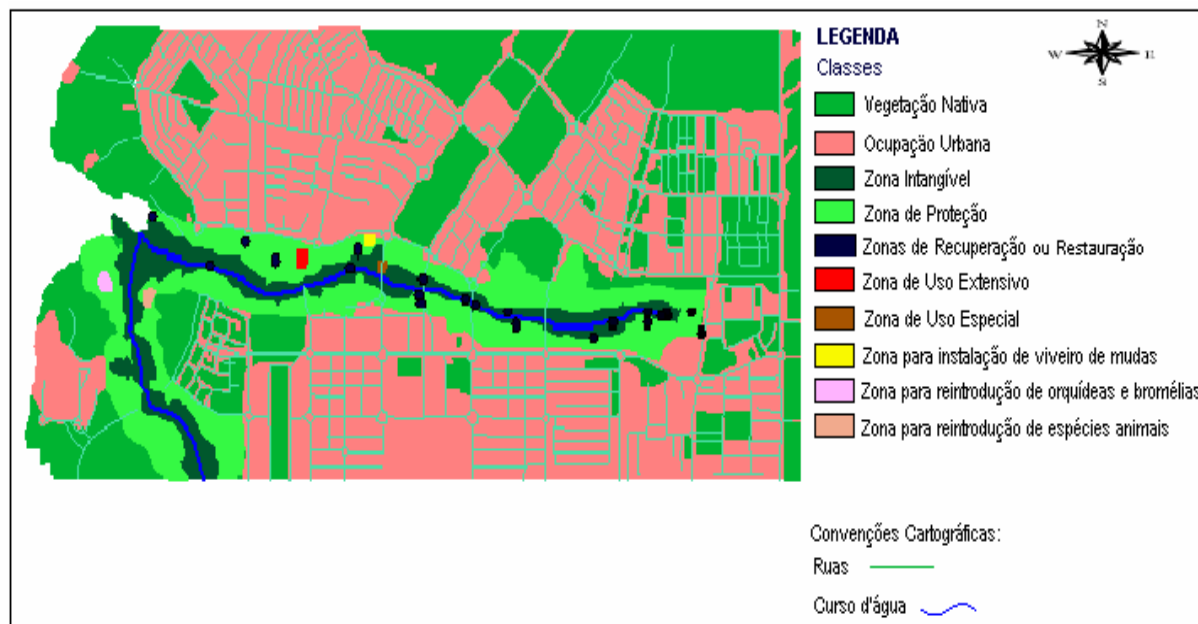 LEGENDA
Classes
N
W E
S
Vegetação Nativa
Ocupação Urbana
Zona Intangível
Zona de Proteção
Zonas de Recuperação ou Restauração
Zona de Uso Extensivo
Zona de Uso Especial
Zona para instalação de viveiro de mudas
Zona para reintrodução de orquídeas e bromélias
Zona para reintrodução de espécies animais
Convenções Cartográficas:
Ruas
Curso d'água